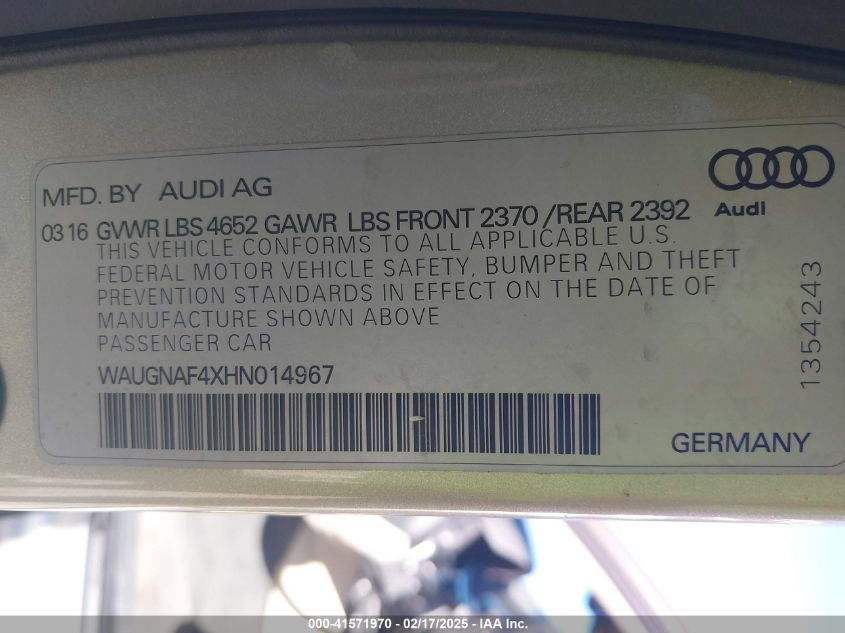 MFD. BY AUDI AG
Audi
03 16 GVWR LBS 4652 GAWR LBS FRONT 2370 /REAR 2392
THIS VEHICLE CONFORMS TO ALL APPLICABLE U.S.
FEDERAL MOTOR VEHICLE SAFETY, BUMPER AND THEFT
PREVENTION STANDARDS IN EFFECT ON THE DATE OF
MANUFACTURE SHOWN ABOVE
PASSENGER CAR
WAUGNAF4XHN014967
1354243
GERMANY
000-41571970 - 02/17/2025 - IAA Inc.